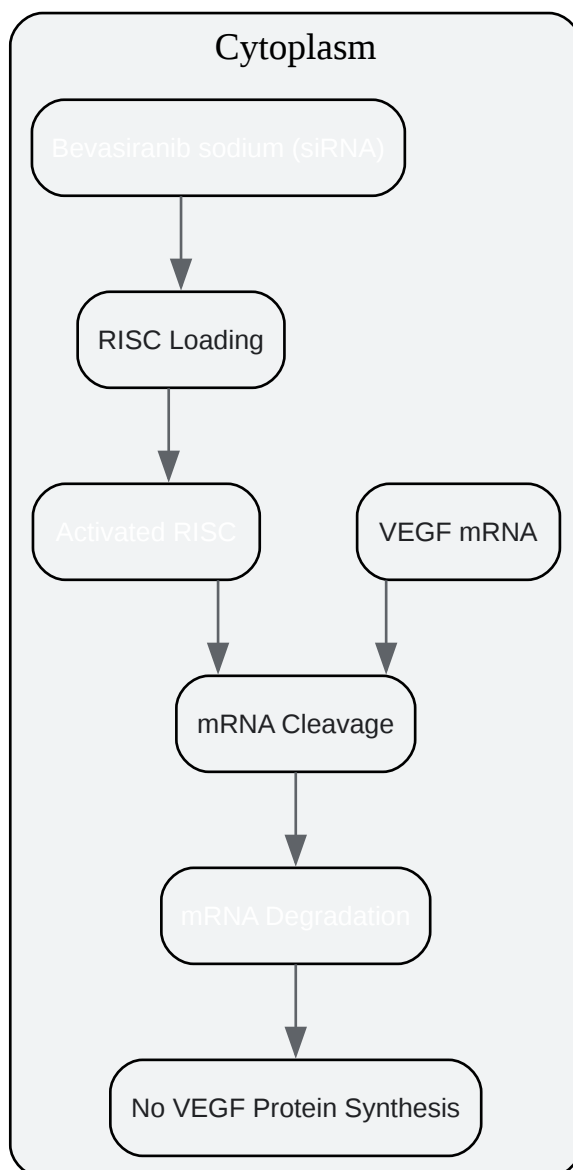 Cytoplasm
Bevasiranib sodium (siRNA)
RISC Loading
Activated RISC
VEGF mRNA
mRNA Cleavage
mRNA Degradation
No VEGF Protein Synthesis